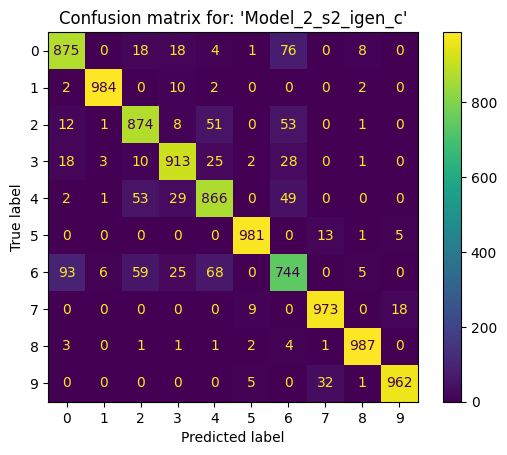 Confusion matrix for: 'Model_2_s2_igen_c'
0 875 0 18 18 4 1 76 0 8 0
1 2 984 0 10 2 0 0 0 2 0
2 12 1 874 8 51 0 53 0 1 0
3 18 3 10 913 25 2 28 0 1 0
4 2 1 53 29 866 0 49 0 0 0
5 0 0 0 0 0 981 0 13 1 5
6 93 6 59 25 68 0 744 0 5 0
7 0 0 0 0 0 9 0 973 0 18
8 3 0 1 1 1 2 4 1 987 0
9 0 0 0 0 0 5 0 32 1 962
0 1 2 3 4 5 6 7 8 9
Predicted label
True label
800
600
400
200
0